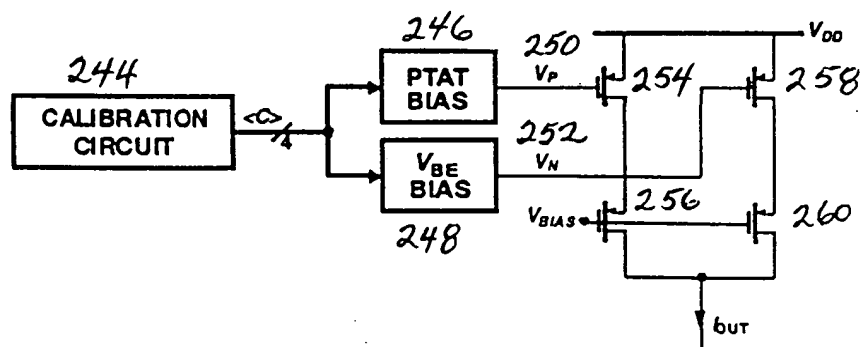 244
CALIBRATION
CIRCUIT
<C>
4
246
PTAT
BIAS
V_BE
BIAS
248
250
V_P
252
V_N
V_DD
254
258
256
260
V_BIAS
I_OUT